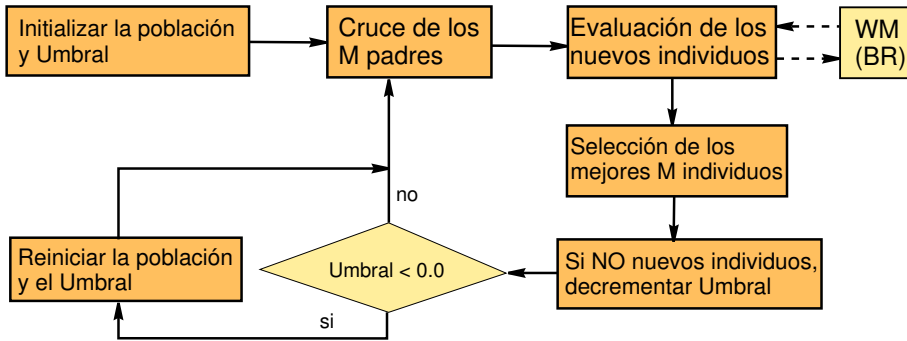 Initializar la población
y Umbral
Cruce de los
M padres
Evaluación de los
nuevos individuos
WM
(BR)
Selección de los
mejores M individuos
Si NO nuevos individuos,
decrementar Umbral
Umbral < 0.0
no
si
Reiniciar la población
y el Umbral